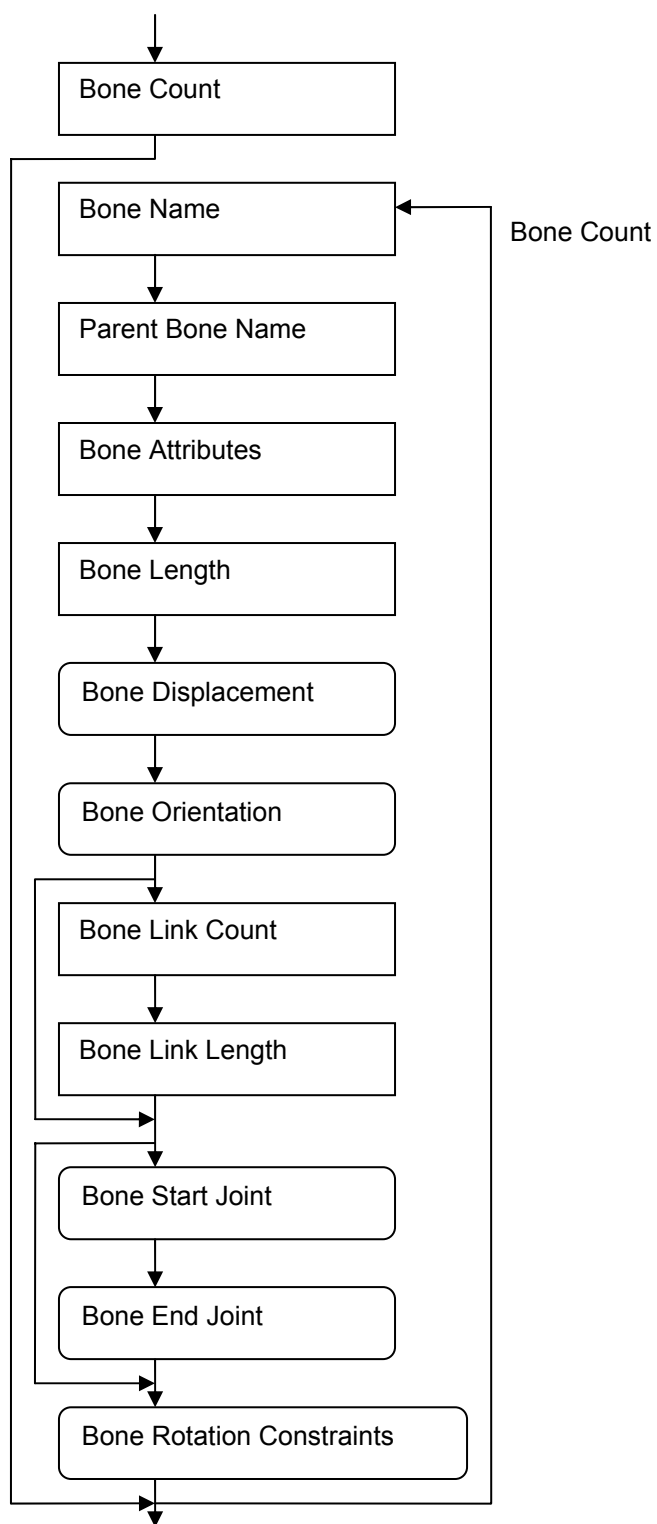 Bone Count
Bone Name
Bone Count
Parent Bone Name
Bone Attributes
Bone Length
Bone Displacement
Bone Orientation
Bone Link Count
Bone Link Length
Bone Start Joint
Bone End Joint
Bone Rotation Constraints